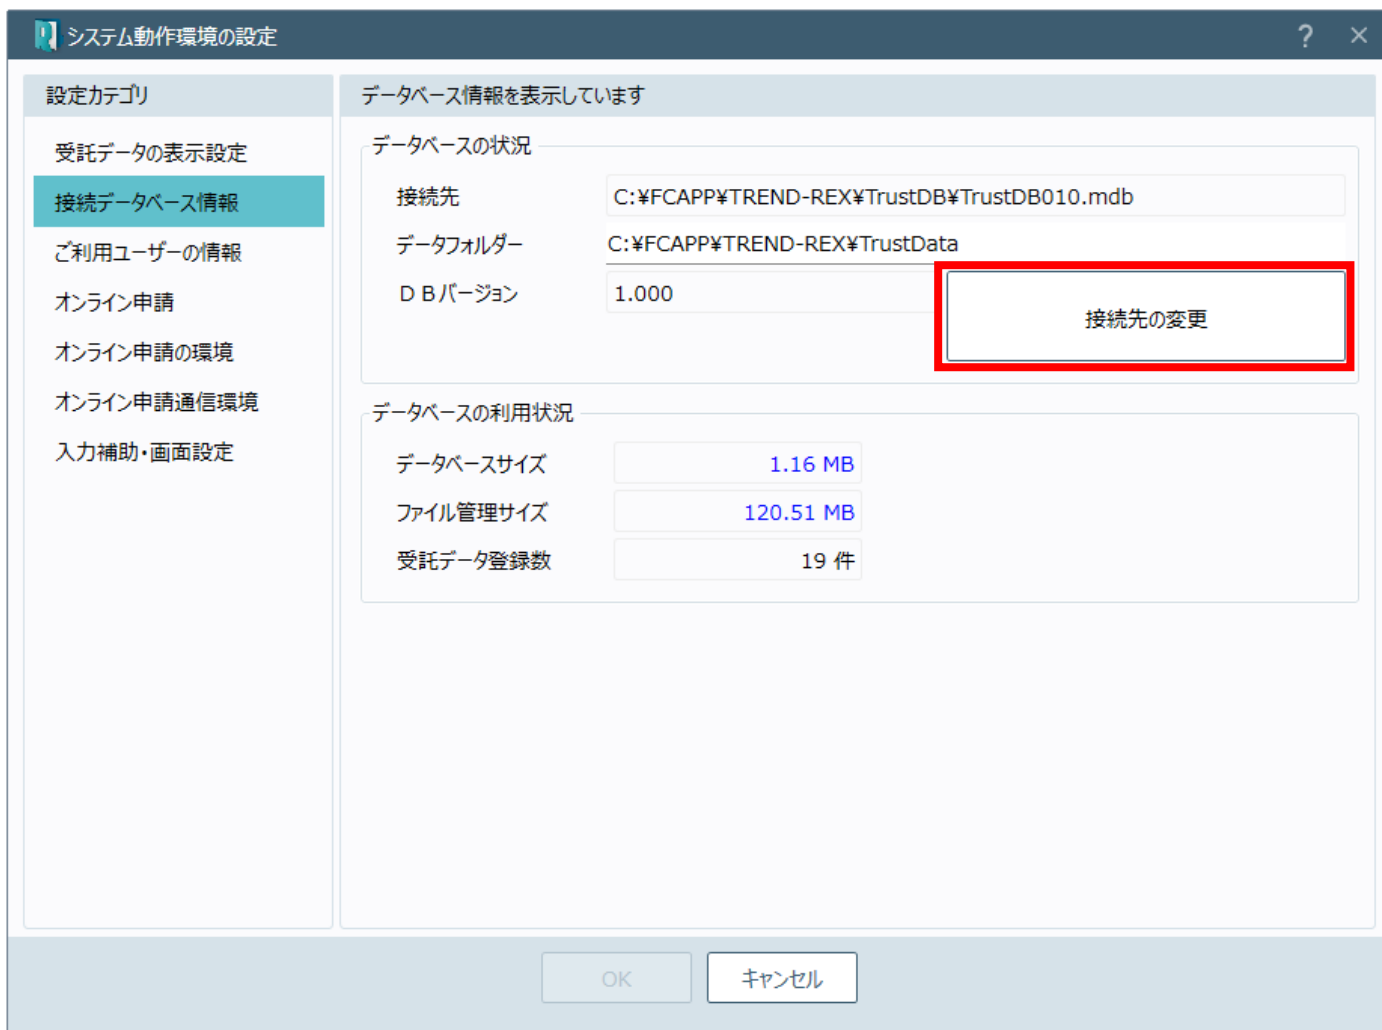 システム動作環境の設定
設定カテゴリ
受託データの表示設定
接続データベース情報
ご利用ユーザーの情報
オンライン申請
オンライン申請の環境
オンライン申請通信環境
入力補助・画面設定
データベース情報を表示しています
データベースの状況
接続先 C:¥FCAPP¥TREND-REX¥TrustDB¥TrustDB010.mdb
データフォルダー C:¥FCAPP¥TREND-REX¥TrustData
ＤＢバージョン 1.000
接続先の変更
データベースの利用状況
データベースサイズ 1.16 MB
ファイル管理サイズ 120.51 MB
受託データ登録数 19 件
OK キャンセル